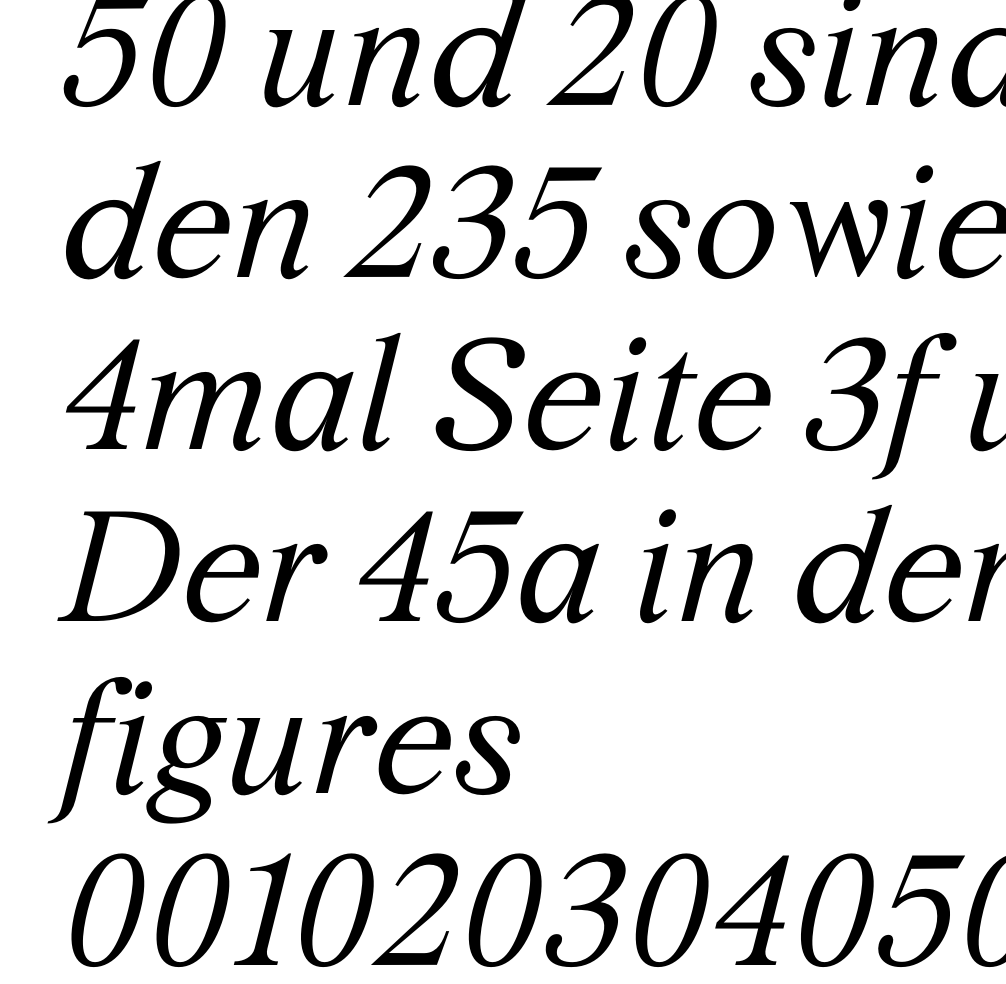 50 und 20 sind
den 235 sowie
4mal Seite 3f u
Der 45a in der
figures
001020304050